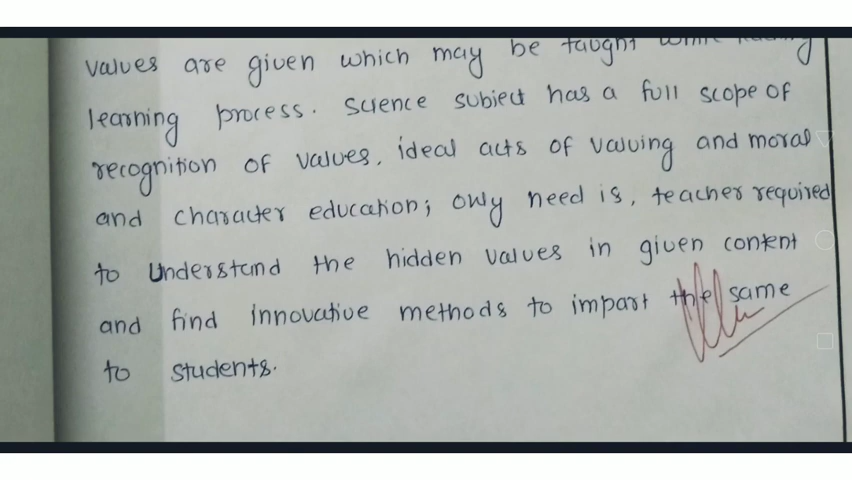 values are given which may be taught while
learning process. Science subject has a full scope of
recognition of values, ideal acts of valuing and moral
and character education; only need is, teacher required
to understand the hidden values in given content
and find innovative methods to impart the same
to students.